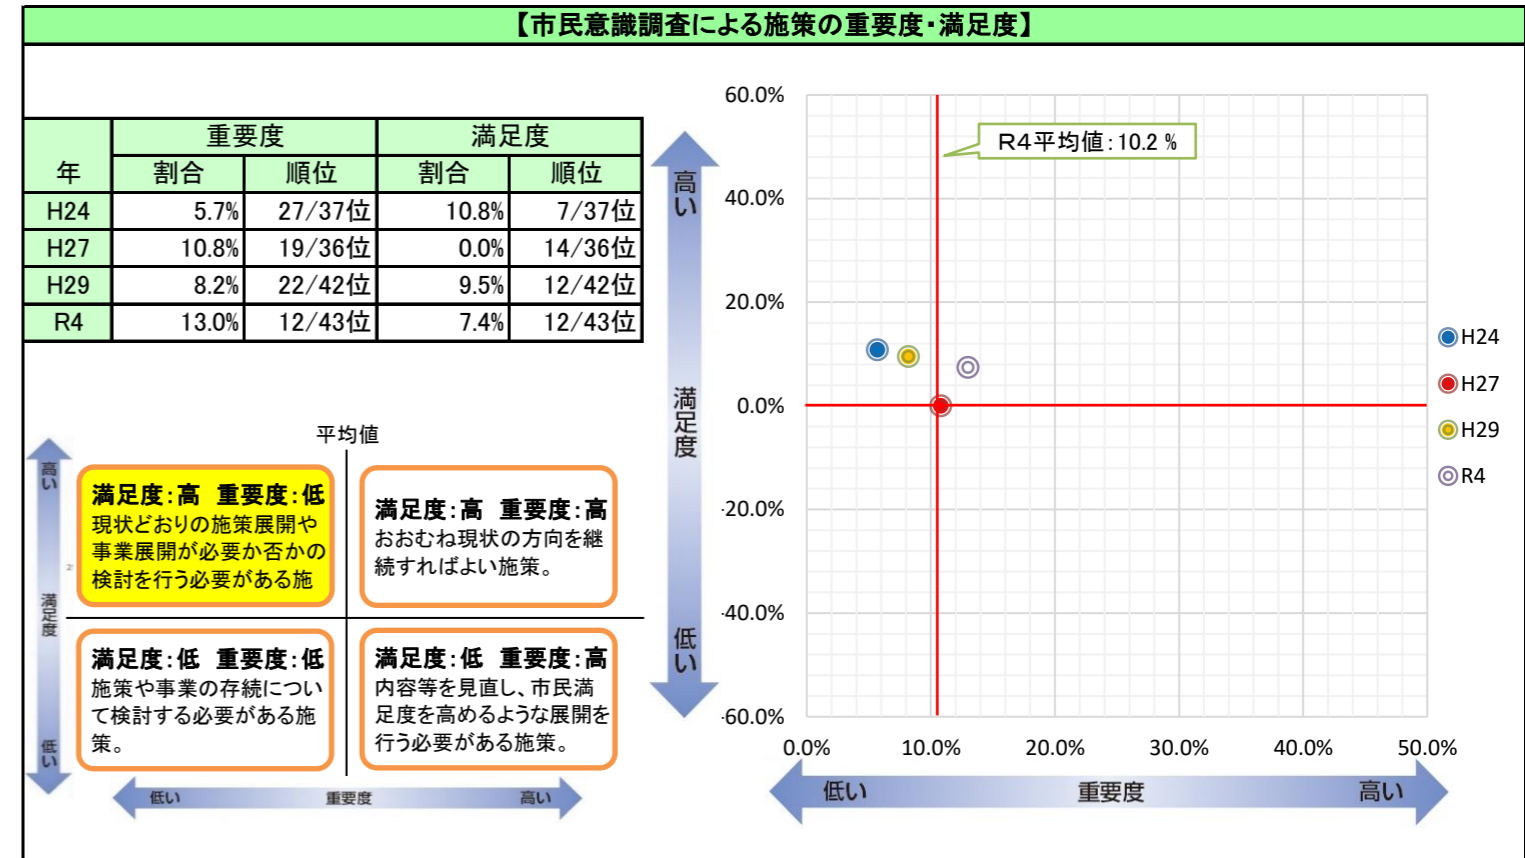 【市民意識調査による施策の重要度・満足度】
年 重要度 満足度
割合 順位 割合 順位
H24 5.7% 27/37位 10.8% 7/37位
H27 10.8% 19/36位 0.0% 14/36位
H29 8.2% 22/42位 9.5% 12/42位
R4 13.0% 12/43位 7.4% 12/43位
平均値
高い
満足度
低い
満足度：高 重要度：低
現状どおりの施策展開や
事業展開が必要か否かの
検討を行う必要がある施
満足度：高 重要度：高
おおむね現状の方向を継
続すればよい施策。
満足度：低 重要度：低
施策や事業の存続につい
て検討する必要がある施
策。
満足度：低 重要度：高
内容等を見直し、市民満
足度を高めるような展開を
行う必要がある施策。
低い 重要度 高い
高い
満足度
低い
60.0%
40.0%
20.0%
0.0%
-20.0%
-40.0%
-60.0%
R4平均値：10.2％
0.0% 10.0% 20.0% 30.0% 40.0% 50.0%
低い 重要度 高い
H24
H27
H29
R4